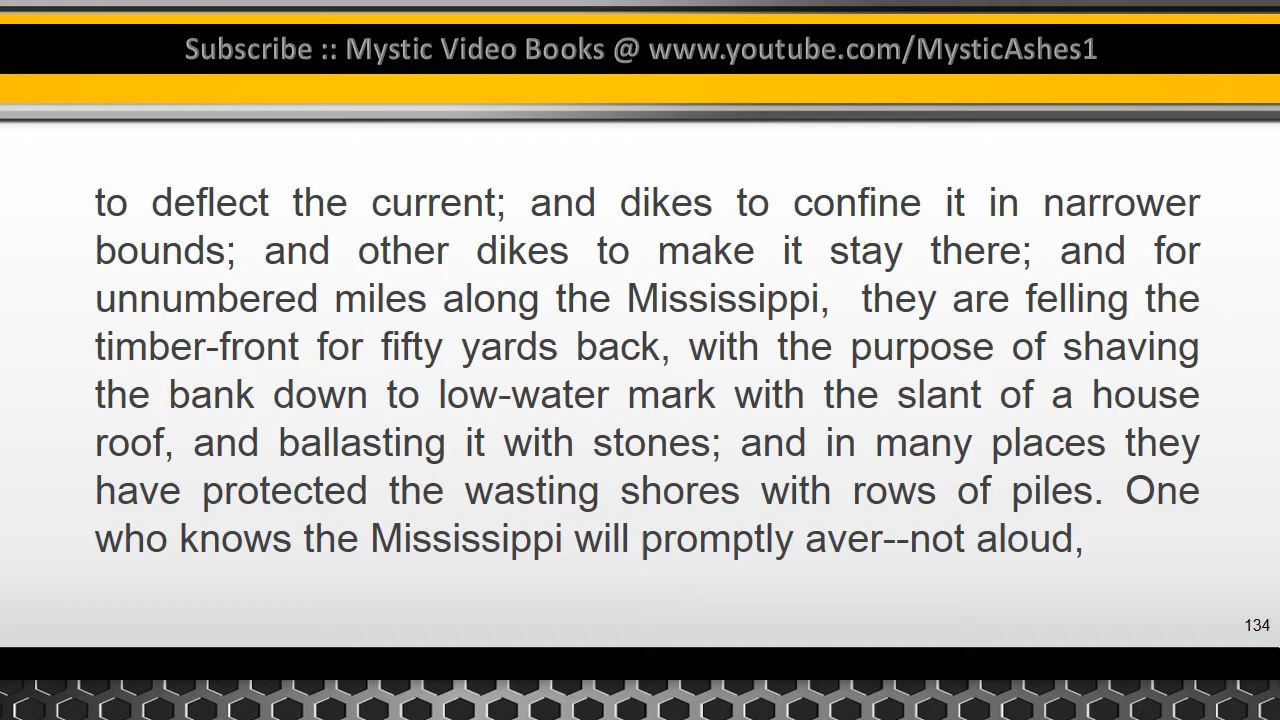 Subscribe :: Mystic Video Books @ www.youtube.com/MysticAshes1
to deflect the current; and dikes to confine it in narrower
bounds; and other dikes to make it stay there; and for
unnumbered miles along the Mississippi,  they are felling the
timber-front for fifty yards back, with the purpose of shaving
the bank down to low-water mark with the slant of a house
roof, and ballasting it with stones; and in many places they
have protected the wasting shores with rows of piles. One
who knows the Mississippi will promptly aver--not aloud,
134